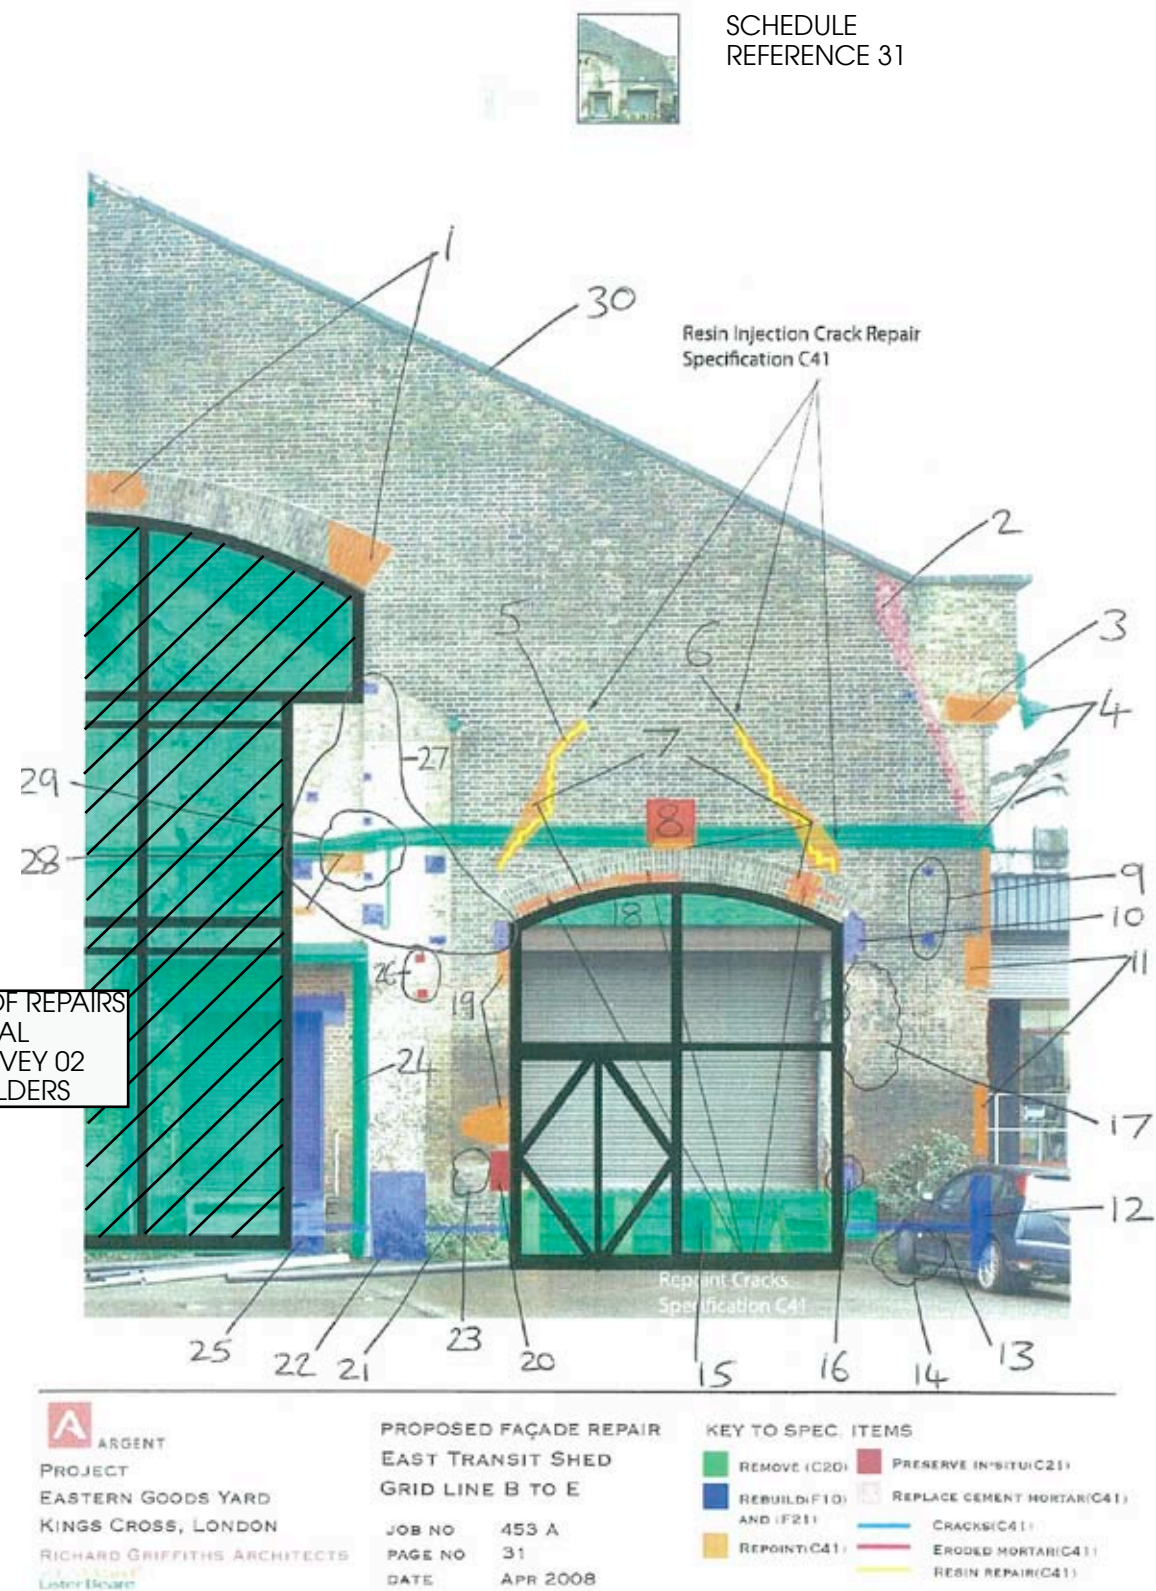 SCHEDULE
REFERENCE 31
1
30
Resin Injection Crack Repair
Specification C41
2
3
4
5
6
7
8
27
29
28
9
10
11
18
26
19
OF REPAIRS
AL
VEY 02
LDERS
24
17
12
Repoint Cracks
Specification C41
25
22
21
23
20
15
16
14
13
A ARGENT
PROJECT
EASTERN GOODS YARD
KINGS CROSS, LONDON
RICHARD GRIFFITHS ARCHITECTS
PROPOSED FAÇADE REPAIR
EAST TRANSIT SHED
GRID LINE B TO E
JOB NO 453 A
PAGE NO 31
DATE APR 2008
KEY TO SPEC. ITEMS
REMOVE (C20)
REBUILD(F10)
AND (F21)
REPOINT(C41)
PRESERVE IN-SITU(C21)
REPLACE CEMENT MORTAR(C41)
CRACKS(C41)
ERODED MORTAR(C41)
RESIN REPAIR(C41)